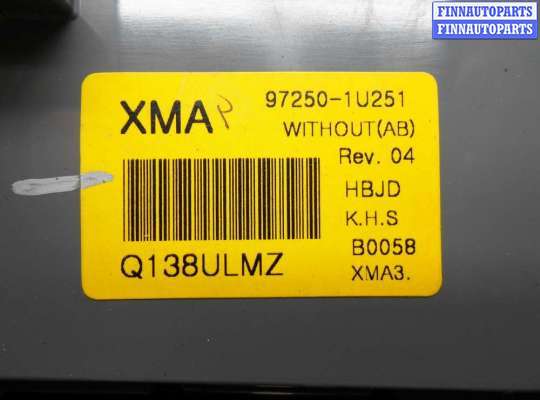 FINNAUTOPARTS
FINNAUTOPARTS
XMA P
97250-1U251
WITHOUT(AB)
Rev. 04
HBJD
K.H.S
B0058
XMA3.
Q138ULMZ